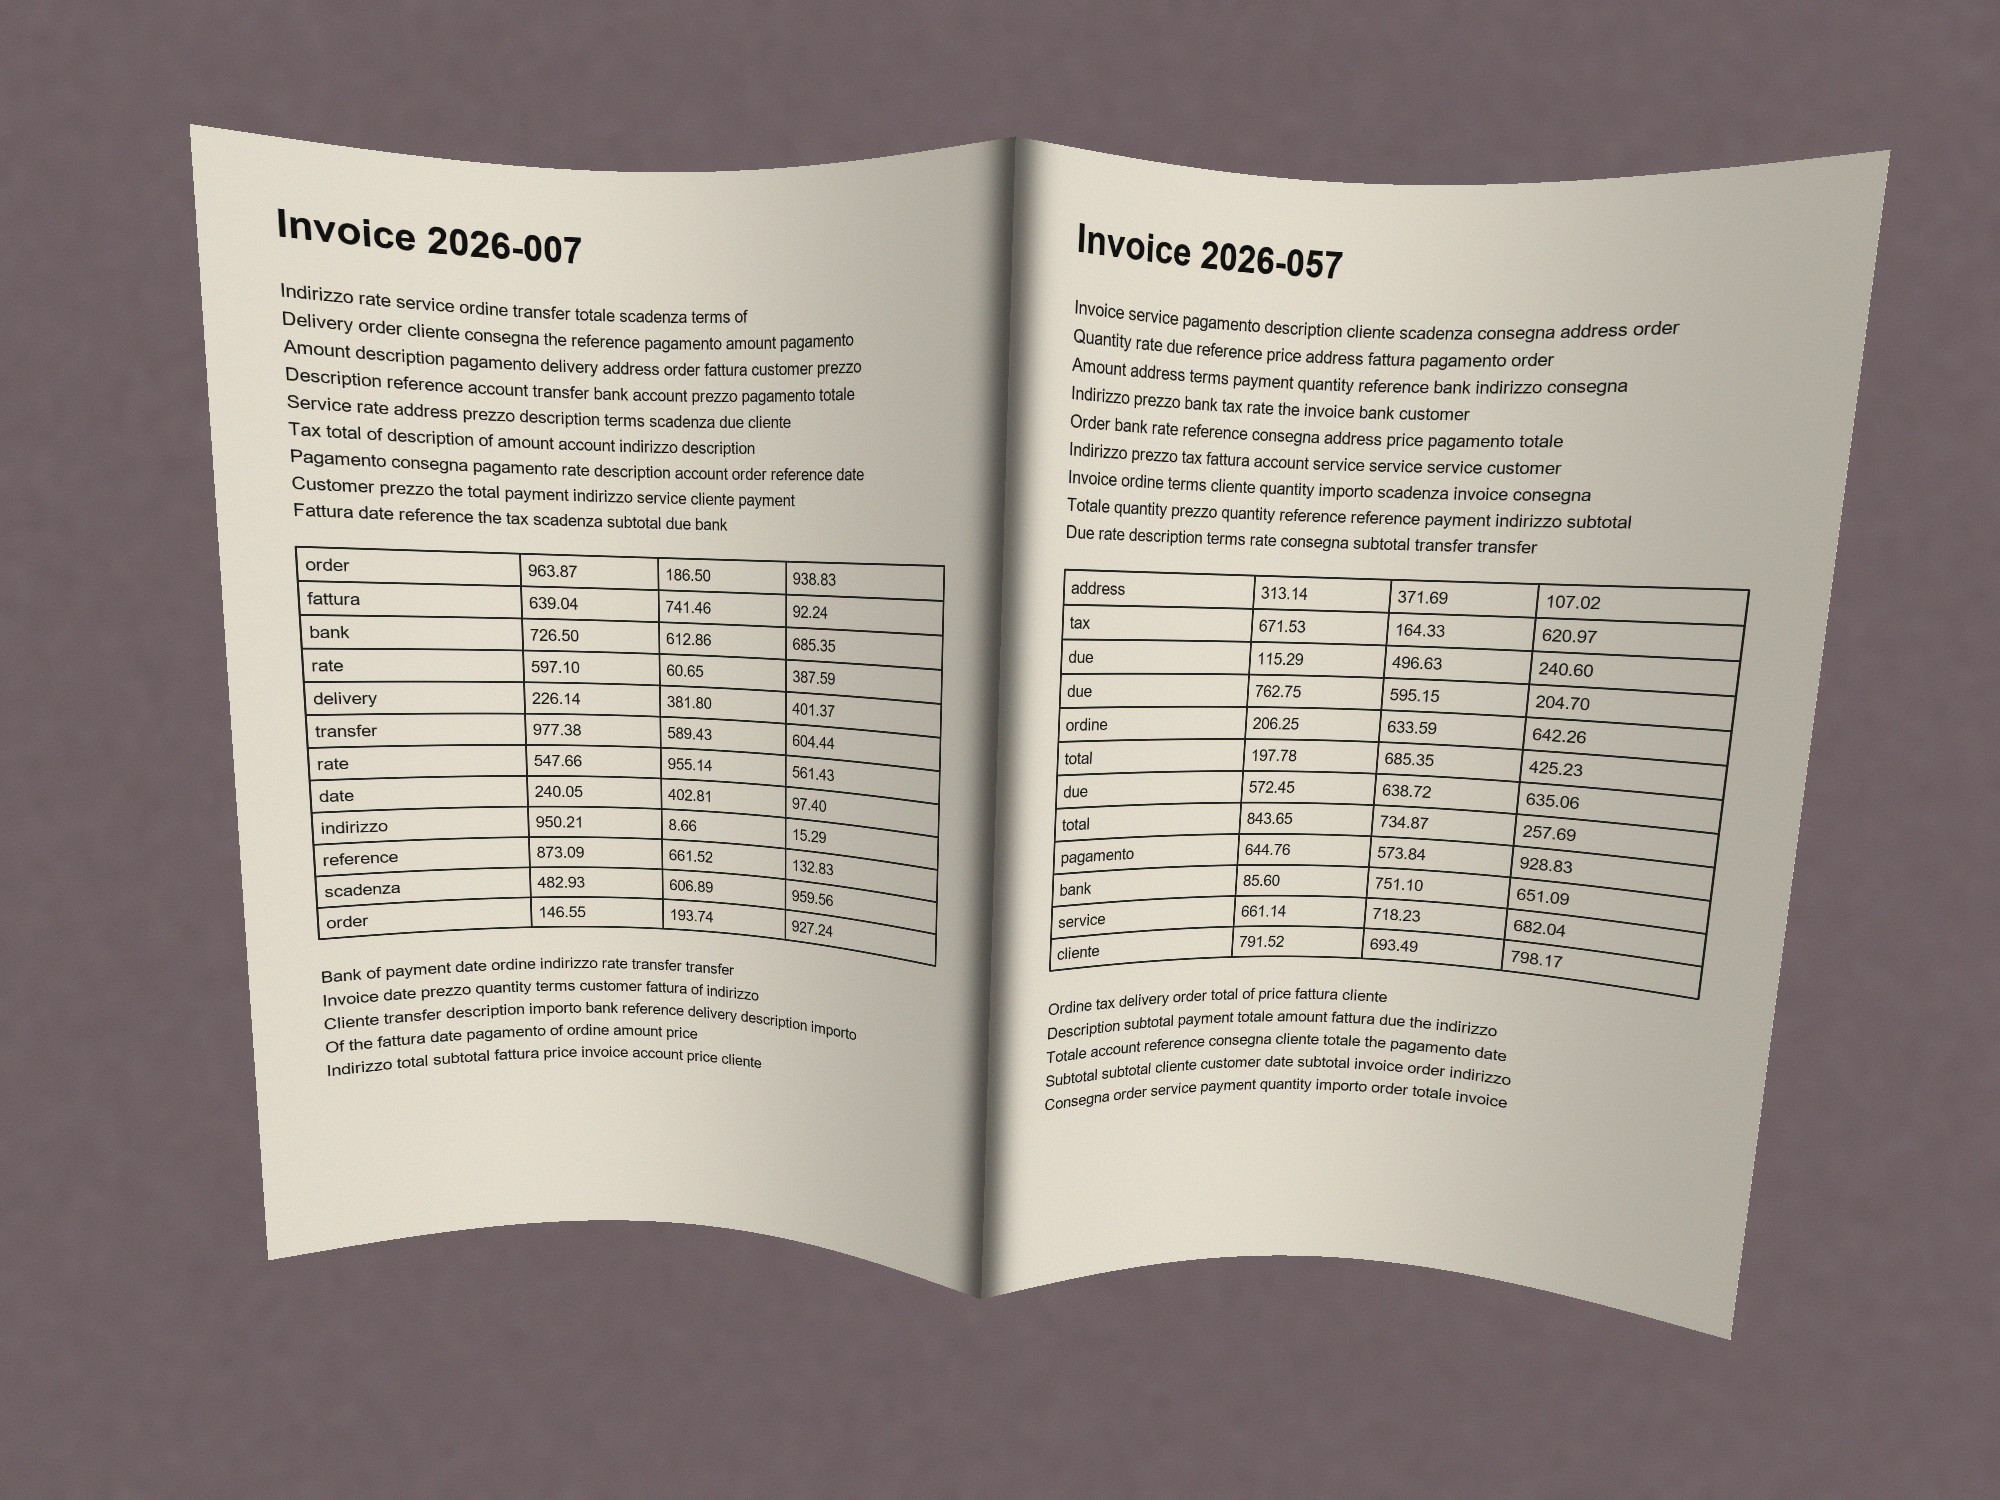 Invoice 2026-007
Indirizzo rate service ordine transfer totale scadenza terms of
Delivery order cliente consegna the reference pagamento amount pagamento
Amount description pagamento delivery address order fattura customer prezzo
Description reference account transfer bank account prezzo pagamento totale
Service rate address prezzo description terms scadenza due cliente
Tax total of description of amount account indirizzo description
Pagamento consegna pagamento rate description account order reference date
Customer prezzo the total payment indirizzo service cliente payment
Fattura date reference the tax scadenza subtotal due bank
order 963.87 186.50 938.83
fattura 639.04 741.46 92.24
bank 726.50 612.86 685.35
rate 597.10 60.65 387.59
delivery 226.14 381.80 401.37
transfer 977.38 589.43 604.44
rate 547.66 955.14 561.43
date 240.05 402.81 97.40
indirizzo 950.21 8.66 15.29
reference 873.09 661.52 132.83
scadenza 482.93 606.89 959.56
order 146.55 193.74 927.24
Bank of payment date ordine indirizzo rate transfer transfer
Invoice date prezzo quantity terms customer fattura of indirizzo
Cliente transfer description importo bank reference delivery description importo
Of the fattura date pagamento of ordine amount price
Indirizzo total subtotal fattura price invoice account price cliente
Invoice 2026-057
Invoice service pagamento description cliente scadenza consegna address order
Quantity rate due reference price address fattura pagamento order
Amount address terms payment quantity reference bank indirizzo consegna
Indirizzo prezzo bank tax rate the invoice bank customer
Order bank rate reference consegna address price pagamento totale
Indirizzo prezzo tax fattura account service service service customer
Invoice ordine terms cliente quantity importo scadenza invoice consegna
Totale quantity prezzo quantity reference reference payment indirizzo subtotal
Due rate description terms rate consegna subtotal transfer transfer
address 313.14 371.69 107.02
tax 671.53 164.33 620.97
due 115.29 496.63 240.60
due 762.75 595.15 204.70
ordine 206.25 633.59 642.26
total 197.78 685.35 425.23
due 572.45 638.72 635.06
total 843.65 734.87 257.69
pagamento 644.76 573.84 928.83
bank 85.60 751.10 651.09
service 661.14 718.23 682.04
cliente 791.52 693.49 798.17
Ordine tax delivery order total of price fattura cliente
Description subtotal payment totale amount fattura due the indirizzo
Totale account reference consegna cliente totale the pagamento date
Subtotal subtotal cliente customer date subtotal invoice order indirizzo
Consegna order service payment quantity importo order totale invoice